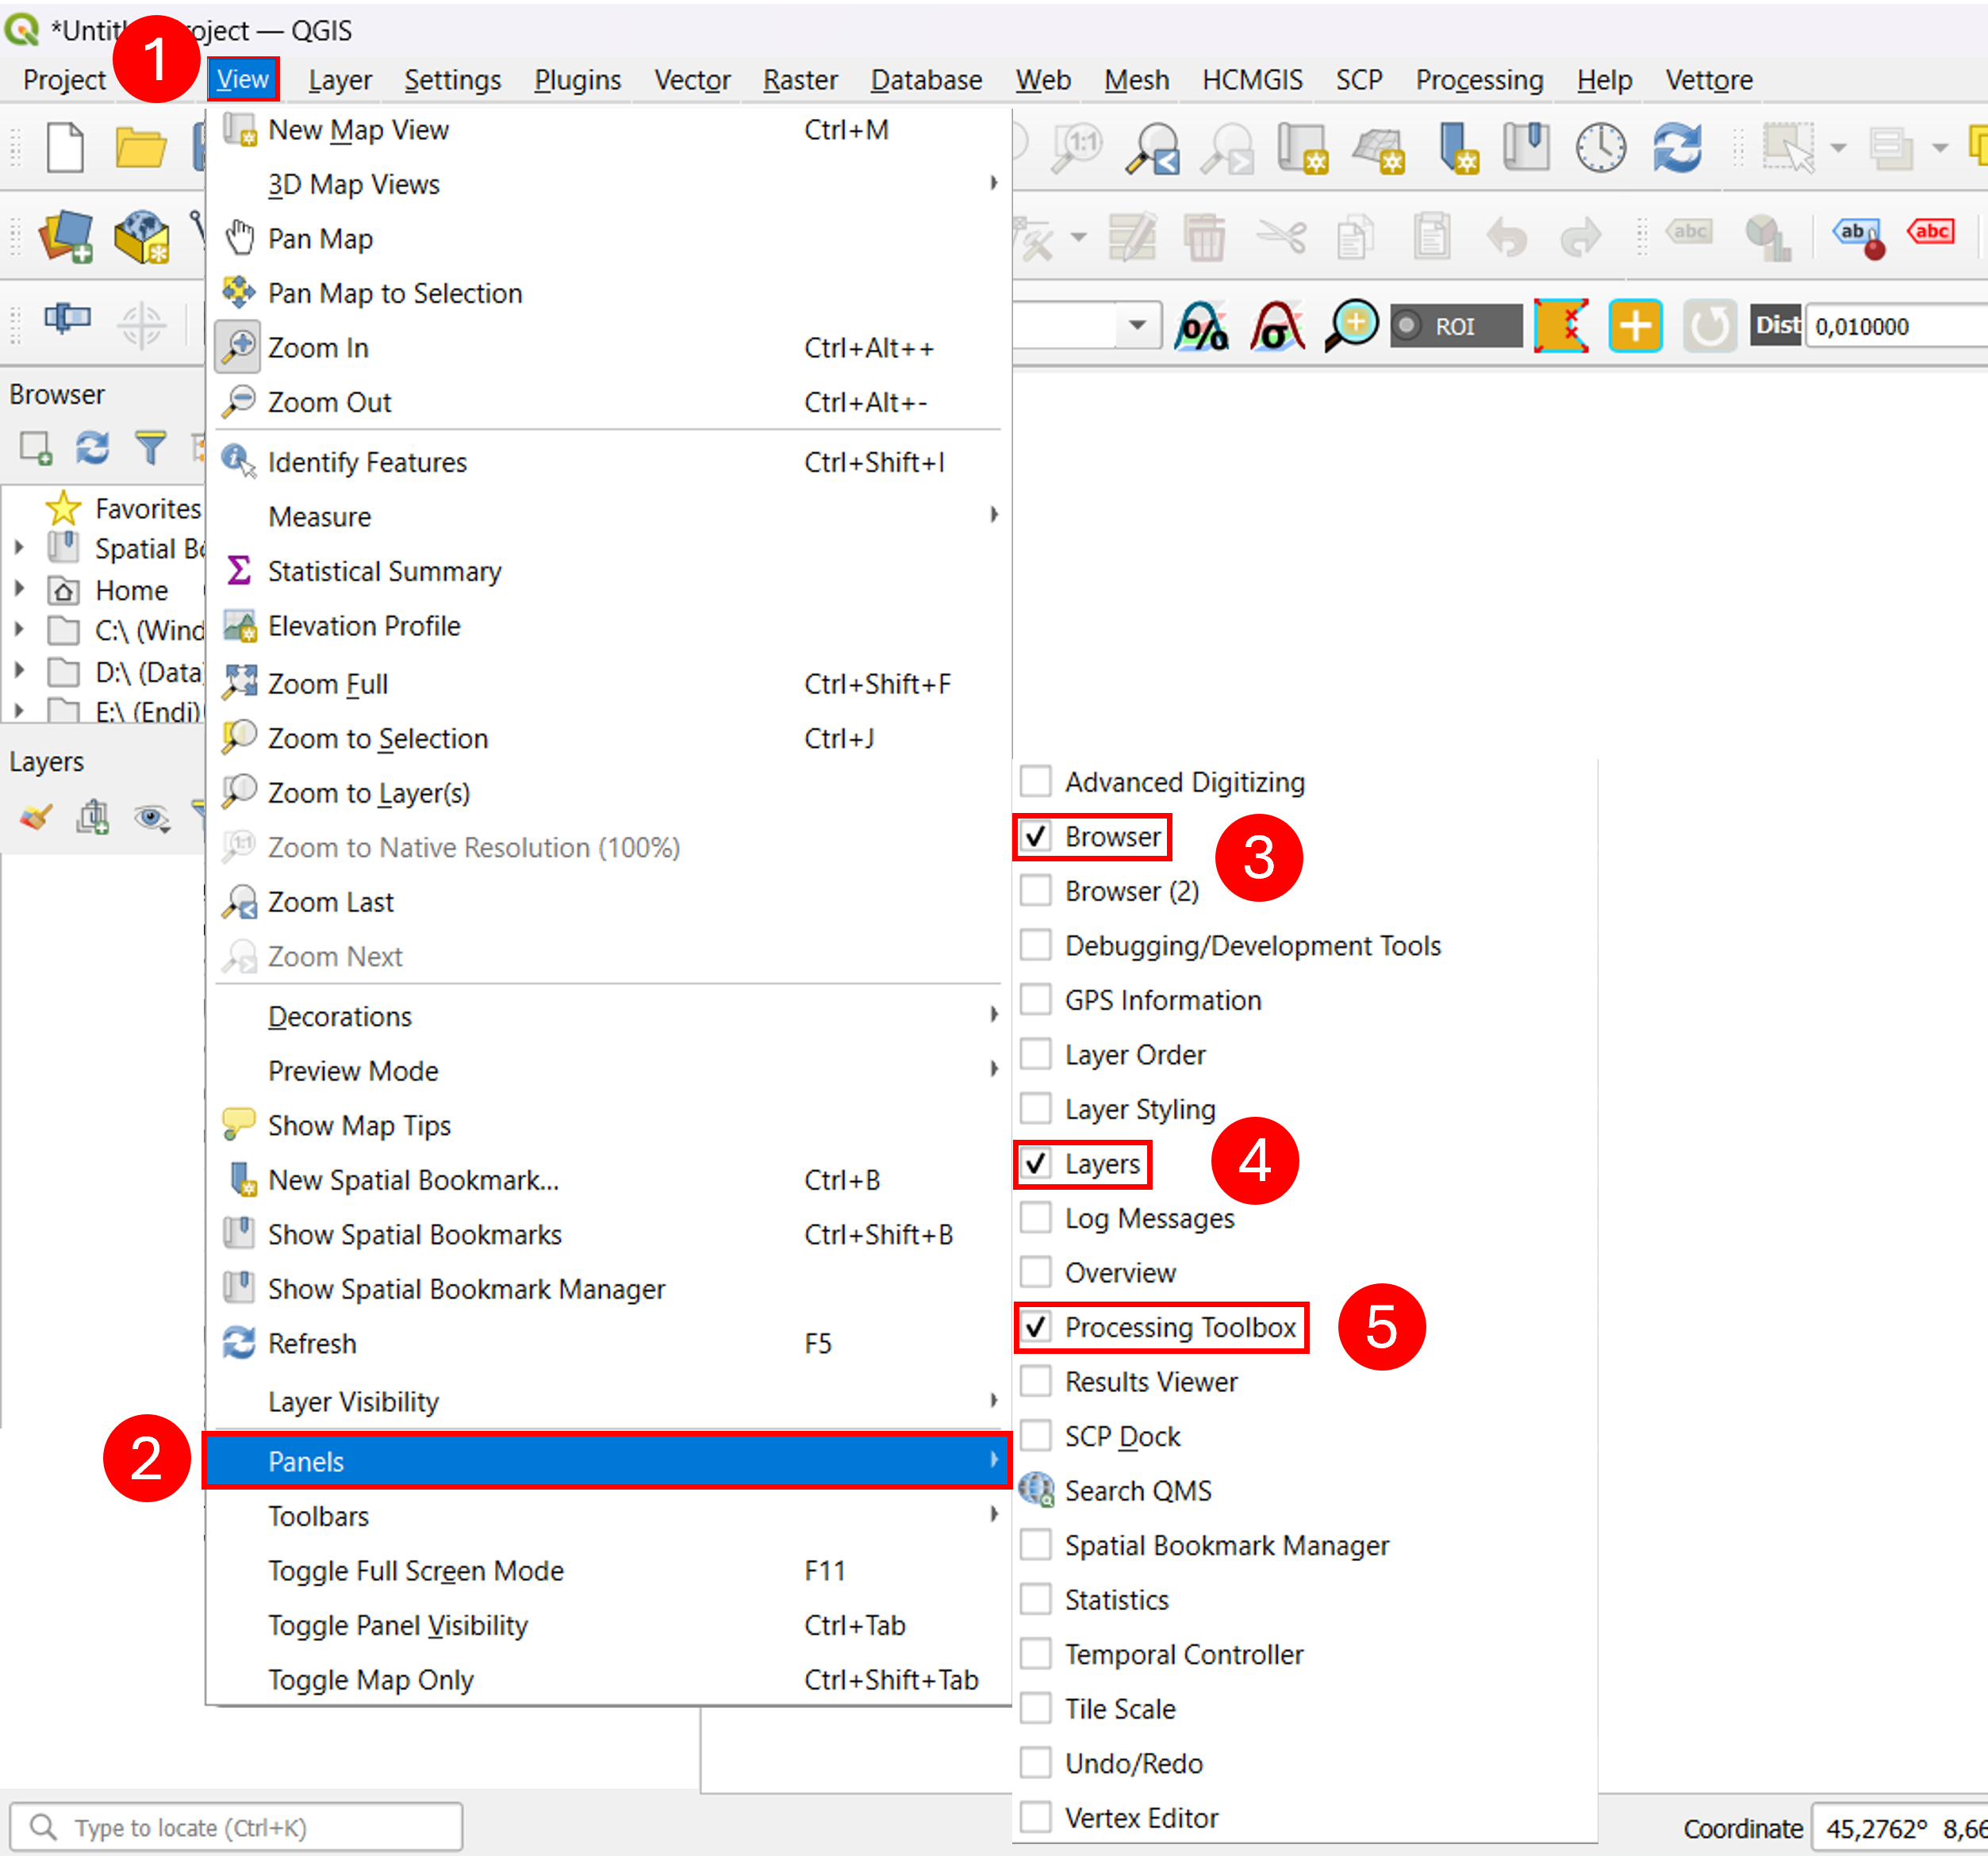 *Untit roject — QGIS
1
Project View Layer Settings Plugins Vector Raster Database Web Mesh HCMGIS SCP Processing Help Vettore
New Map View Ctrl+M
1:1
3D Map Views
Pan Map
abc ab abc
Pan Map to Selection
Zoom In Ctrl+Alt++
% σ ROI Dist 0,010000
Zoom Out Ctrl+Alt+-
Browser
Identify Features Ctrl+Shift+I
Favorites
Measure
Spatial Bo
Statistical Summary
Home
Elevation Profile
C:\ (Wind
D:\ (Data)
Zoom Full Ctrl+Shift+F
E:\ (Endi)
Zoom to Selection Ctrl+J
Layers
Zoom to Layer(s)
Zoom to Native Resolution (100%)
Zoom Last
Zoom Next
Decorations
Preview Mode
Show Map Tips
New Spatial Bookmark... Ctrl+B
Show Spatial Bookmarks Ctrl+Shift+B
Show Spatial Bookmark Manager
Refresh F5
Layer Visibility
2
Panels
Toolbars
Toggle Full Screen Mode F11
Toggle Panel Visibility Ctrl+Tab
Toggle Map Only Ctrl+Shift+Tab
Advanced Digitizing
Browser
3
Browser (2)
Debugging/Development Tools
GPS Information
Layer Order
Layer Styling
Layers
4
Log Messages
Overview
Processing Toolbox
5
Results Viewer
SCP Dock
Search QMS
Spatial Bookmark Manager
Statistics
Temporal Controller
Tile Scale
Undo/Redo
Vertex Editor
Type to locate (Ctrl+K)
Coordinate 45,2762° 8,66